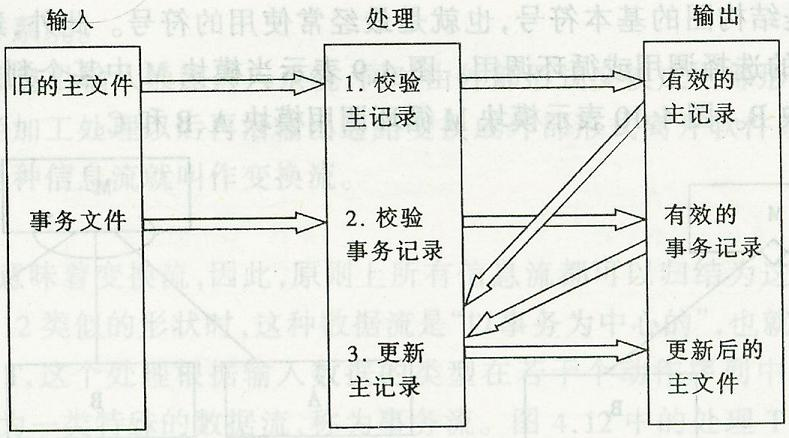 输入
处理
输出
旧的主文件
1. 校验
主记录
有效的
主记录
事务文件
2. 校验
事务记录
有效的
事务记录
3. 更新
主记录
更新后的
主文件